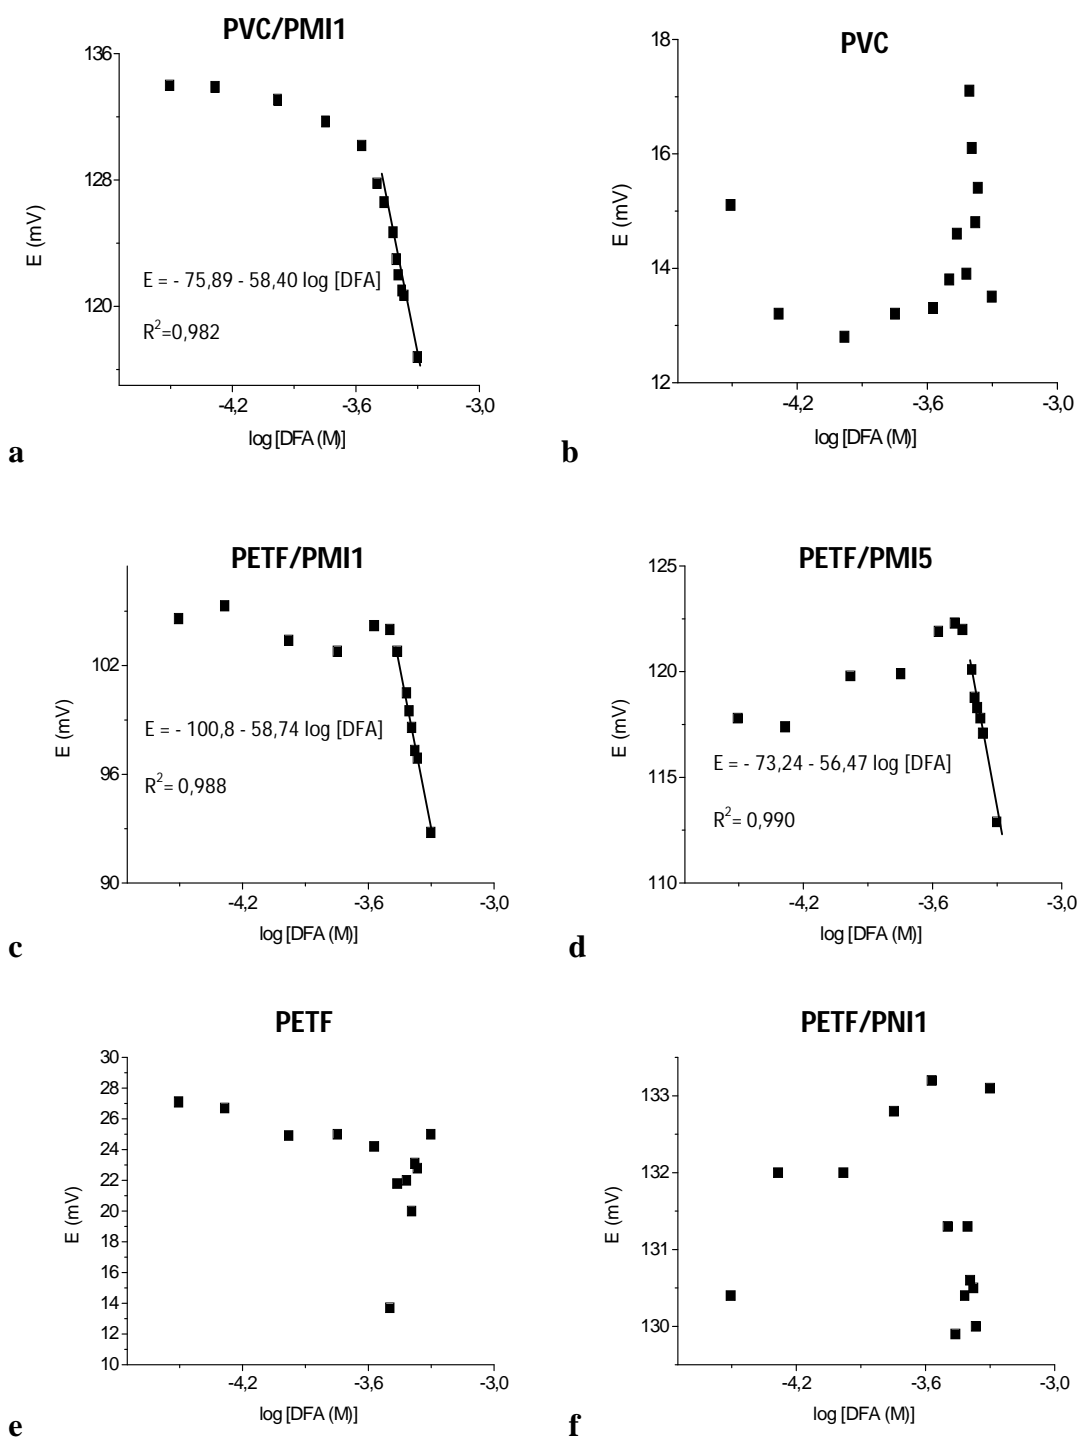 PVC/PMI1
136
128
120
E (mV)
E = - 75,89 - 58,40 log [DFA]
R²=0,982
-4,2 -3,6 -3,0
log [DFA (M)]
a
PVC
18
16
14
12
E (mV)
-4,2 -3,6 -3,0
log [DFA (M)]
b
PETF/PMI1
102
96
90
E (mV)
E = - 100,8 - 58,74 log [DFA]
R²= 0,988
-4,2 -3,6 -3,0
log [DFA (M)]
c
PETF/PMI5
125
120
115
110
E (mV)
E = - 73,24 - 56,47 log [DFA]
R²= 0,990
-4,2 -3,6 -3,0
log [DFA (M)]
d
PETF
30
28
26
24
22
20
18
16
14
12
10
E (mV)
-4,2 -3,6 -3,0
log [DFA (M)]
e
PETF/PNI1
133
132
131
130
E (mV)
-4,2 -3,6 -3,0
log [DFA (M)]
f